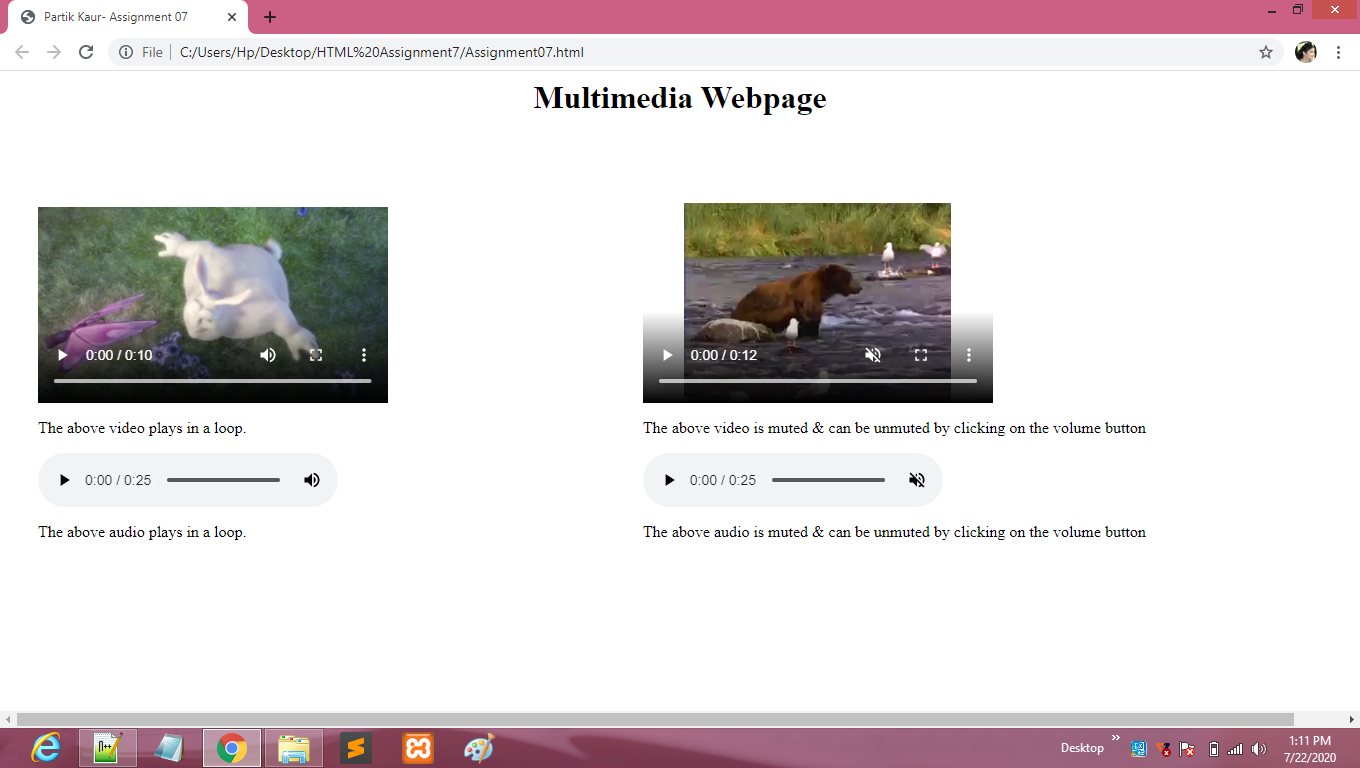 Partik Kaur- Assignment 07
File
C:/Users/Hp/Desktop/HTML%20Assignment7/Assignment07.html
Multimedia Webpage
0:00 / 0:10
0:00 / 0:12
The above video plays in a loop.
The above video is muted & can be unmuted by clicking on the volume button
0:00 / 0:25
0:00 / 0:25
The above audio plays in a loop.
The above audio is muted & can be unmuted by clicking on the volume button
Desktop
1:11 PM
7/22/2020